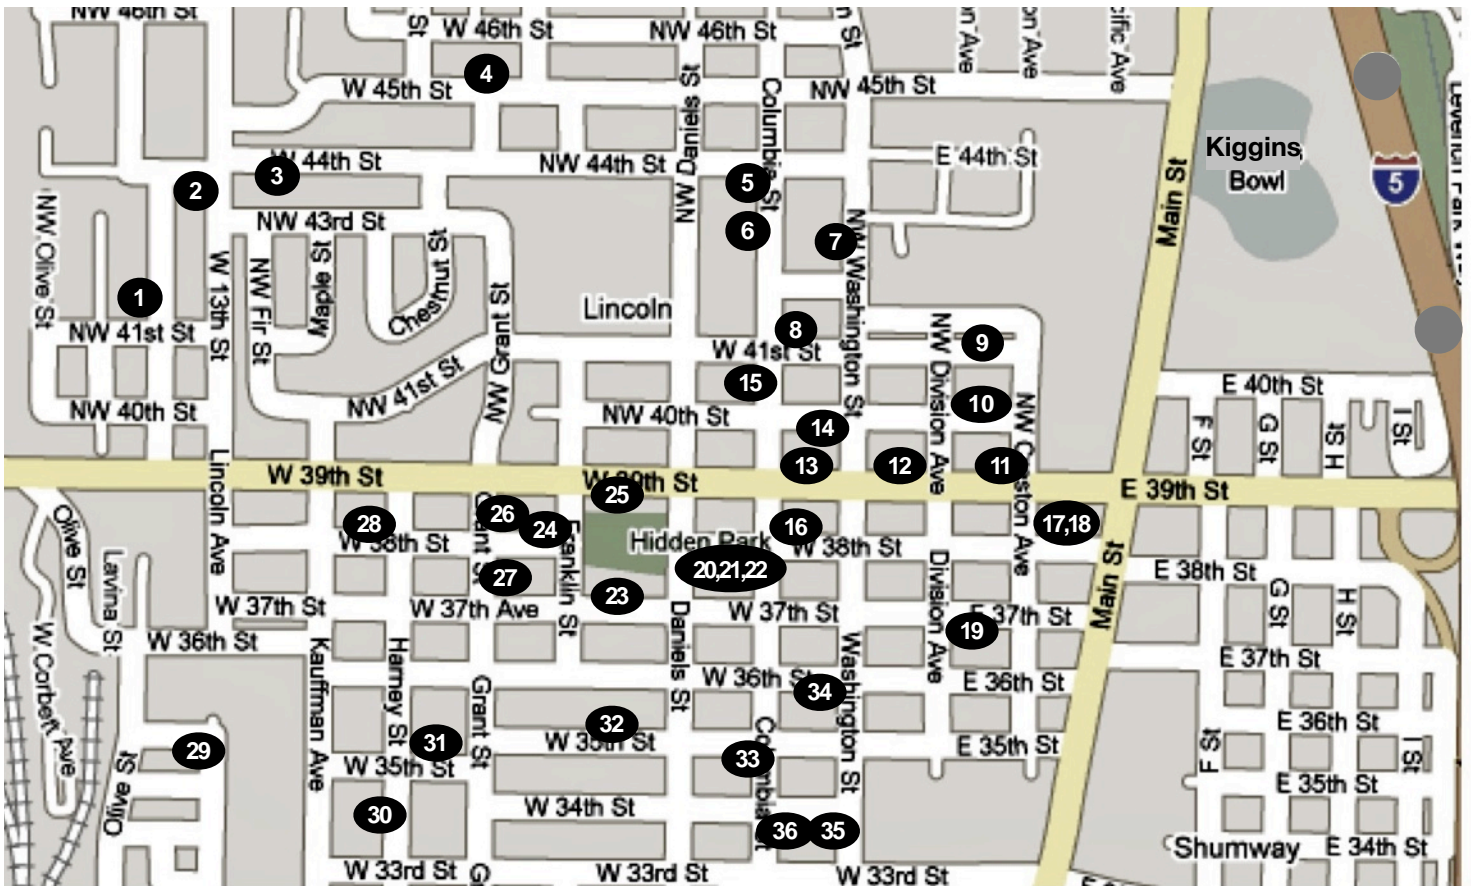 NW 46th St
W 46th St
NW 46th St
4
W 45th St
NW 45th St
NW Daniels St
Columbia St
W 44th St
NW 44th St
E 44th St
3
2
5
6
7
Kiggins
Bowl
5
Main St
NW 43rd St
NW Olive St
W 13th St
NW Fir St
Maple St
Chestnut St
NW Grant St
NW Washington St
1
NW 41st St
Lincoln
8
W 41st St
9
NW Division Ave
15
NW 41st St
NW 40th St
NW 40th St
10
E 40th St
14
F St
G St
H St
I St
13
12
11
Lincoln Ave
W 39th St
E 39th St
25
26
24
28
W 38th St
Hidden Park
16
W 38th St
17,18
20,21,22
27
23
Olive St
Lavina St
Franklin St
Division Ave
Main St
E 38th St
W 37th St
W 37th Ave
W 37th St
19
G St
H St
W 36th St
W Corbett Ave
Kauffman Ave
Harney St
Grant St
Daniels St
Washington St
E 37th St
W 36th St
34
E 36th St
E 36th St
32
W 35th St
31
29
33
E 35th St
F St
I St
W 35th St
E 35th St
Olive St
30
W 34th St
36
35
Shumway
E 34th St
W 33rd St
W 33rd St
W 33rd St